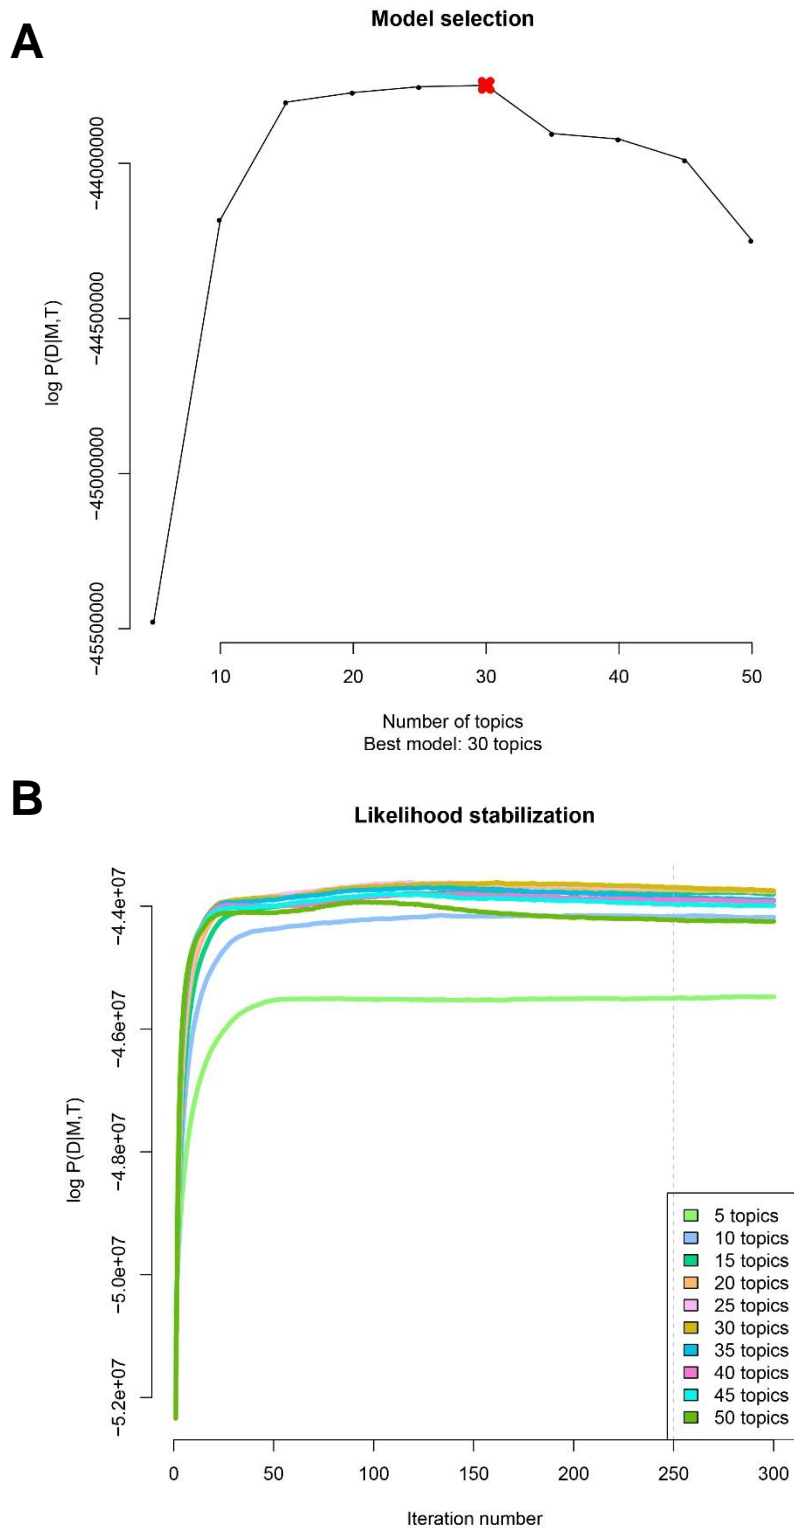 A
Model selection
log P(D|M,T)
−44000000
−44500000
−45000000
−45500000
10 20 30 40 50
Number of topics
Best model: 30 topics
B
Likelihood stabilization
log P(D|M,T)
−4.4e+07
−4.6e+07
−4.8e+07
−5.0e+07
−5.2e+07
5 topics
10 topics
15 topics
20 topics
25 topics
30 topics
35 topics
40 topics
45 topics
50 topics
0 50 100 150 200 250 300
Iteration number